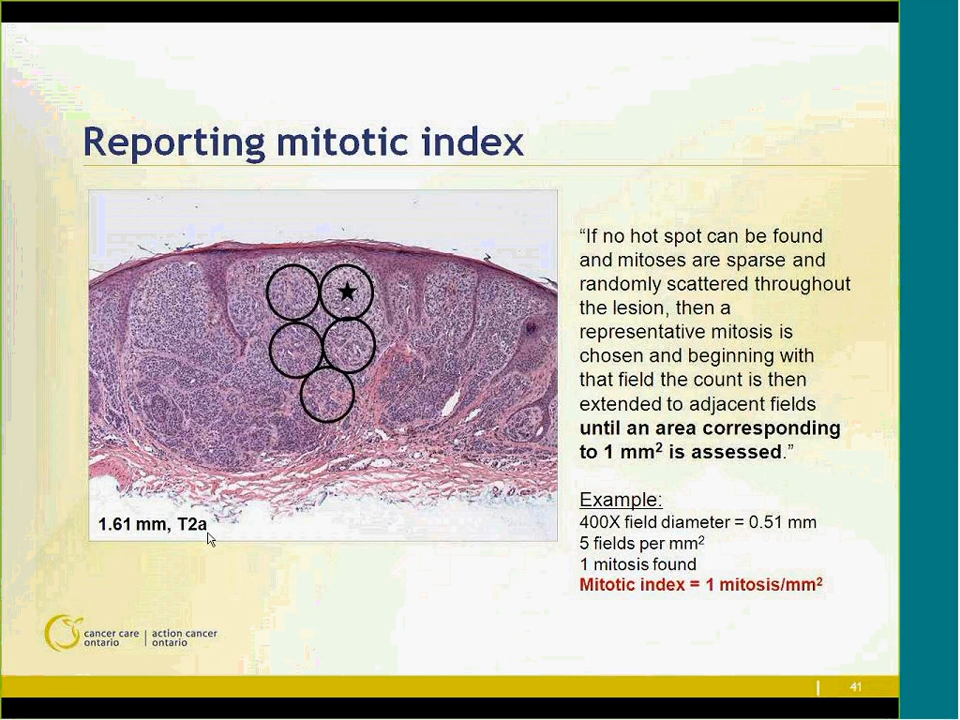 Reporting mitotic index
“If no hot spot can be found
and mitoses are sparse and
randomly scattered throughout
the lesion, then a
representative mitosis is
chosen and beginning with
that field the count is then
extended to adjacent fields
until an area corresponding
to 1 mm² is assessed.”
Example:
400X field diameter = 0.51 mm
5 fields per mm²
1 mitosis found
Mitotic index = 1 mitosis/mm²
1.61 mm, T2a
cancer care | action cancer
ontario | ontario
41